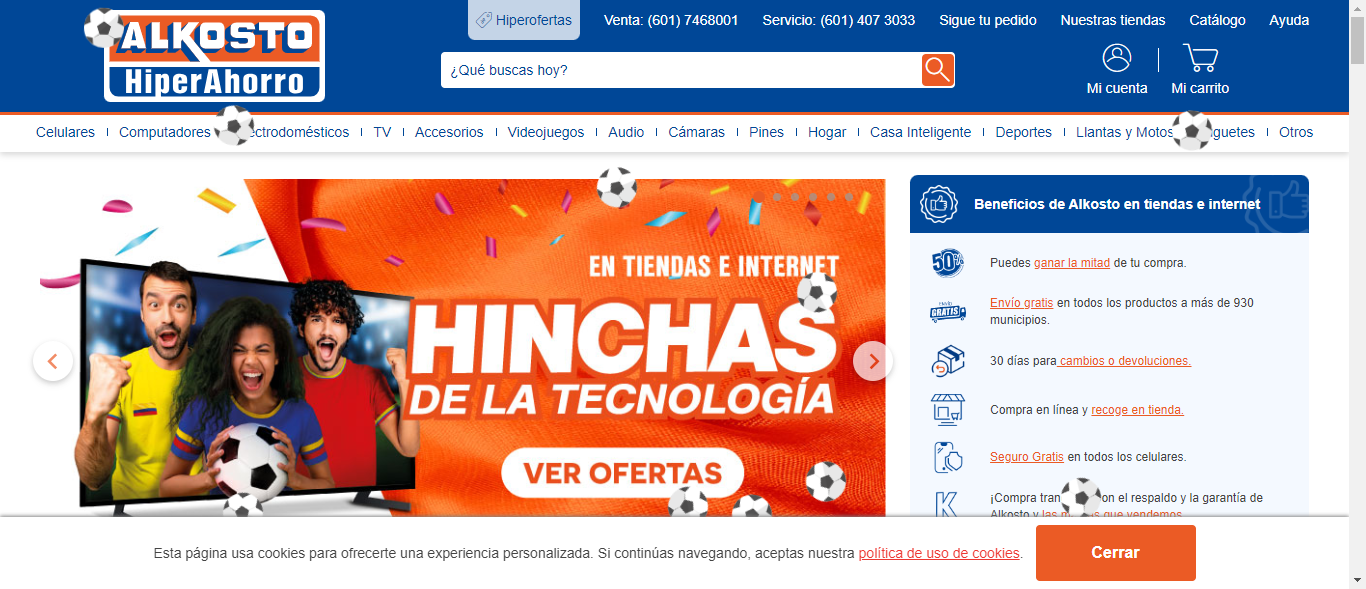 ALKOSTO
HiperAhorro
Hiperofertas
Venta: (601) 7468001
Servicio: (601) 407 3033
Sigue tu pedido
Nuestras tiendas
Catálogo
Ayuda
¿Qué buscas hoy?
Mi cuenta
Mi carrito
Celulares
Computadores
ctrodomésticos
TV
Accesorios
Videojuegos
Audio
Cámaras
Pines
Hogar
Casa Inteligente
Deportes
Llantas y Motos
guetes
Otros
EN TIENDAS E INTERNET
HINCHAS
DE LA TECNOLOGÍA
VER OFERTAS
Beneficios de Alkosto en tiendas e internet
50%
Puedes ganar la mitad de tu compra.
ENVÍO
GRATIS
Envío gratis en todos los productos a más de 930
municipios.
30 días para cambios o devoluciones.
Compra en línea y recoge en tienda.
Seguro Gratis en todos los celulares.
K
¡Compra tran on el respaldo y la garantía de
Alkosto y las que vendemos.
Esta página usa cookies para ofrecerte una experiencia personalizada. Si continúas navegando, aceptas nuestra política de uso de cookies.
Cerrar